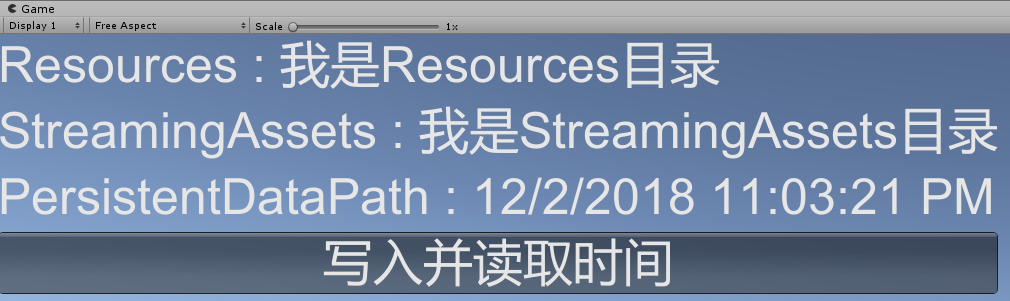 Game
Display 1 Free Aspect Scale 1x
Resources : 我是Resources目录
StreamingAssets : 我是StreamingAssets目录
PersistentDataPath : 12/2/2018 11:03:21 PM
写入并读取时间